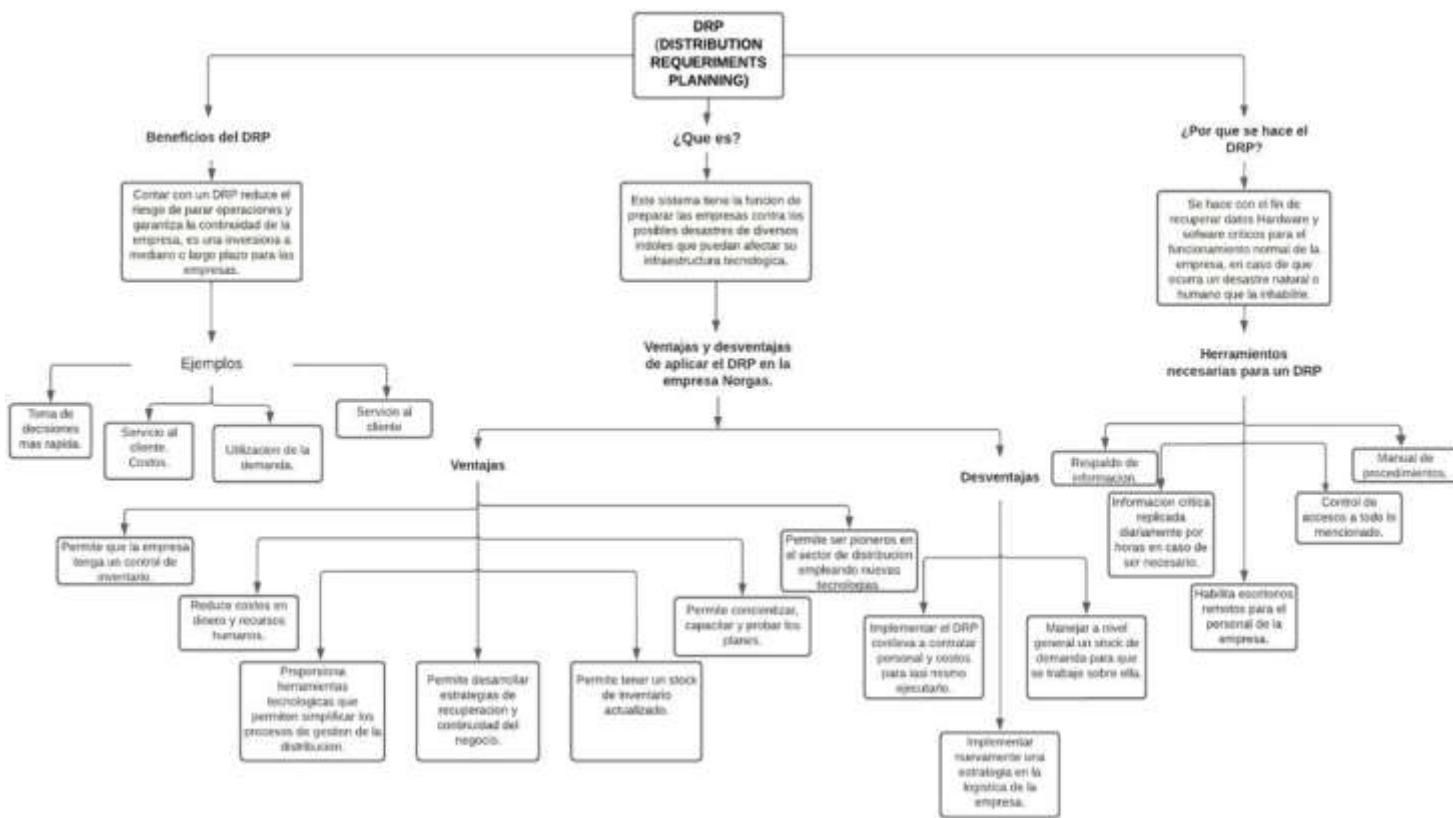 DRP
(DISTRIBUTION
REQUERIMENTS
PLANNING)
Beneficios del DRP
Contar con un DRP reduce el
riesgo de parar operaciones y
garantiza la continuidad de la
empresa, es una inversiona a
mediano o largo plazo para las
empresas.
Ejemplos
Toma de
decisiones
mas rapida.
Servicio al
cliente.
Costos.
Utilizacion de la
demanda.
Servicio al
cliente
¿Que es?
Este sistema tiene la funcion de
preparar las empresas contra los
posibles desastres de diversos
indoles que puedan afectar su
infraestructura tecnologica.
Ventajas y desventajas
de aplicar el DRP en la
empresa Norgas.
Ventajas
Permite que la empresa
tenga un control de
inventario.
Reduce costos en
dinero y recursos
humanos.
Proporsiona
herramientas
tecnologicas que
permiten simplificar los
procesos de gestion de la
distribucion.
Permite desarrollar
estrategias de
recuperacion y
continuidad del
negocio.
Permite tener un stock
de inventario
actualizado.
Permite concientizar,
capacitar y probar los
planes.
Permite ser pioneros en
el sector de distribucion
empleando nuevas
tecnologias.
Desventajas
Implementar el DRP
conlleva a contratar
personal y costos
para iasi mismo
ejecutarlo.
Implementar
nuevamente una
estrategia en la
logistica de la
empresa.
Manejar a nivel
general un stock de
demanda para que
se trabaje sobre ella.
¿Por que se hace el
DRP?
Se hace con el fin de
recuperar datos Hardware y
sofware criticos para el
funcionamiento normal de la
empresa, en caso de que
ocurra un desastre natural o
humano que la inhabilite.
Herramientos
necesarias para un DRP
Respaldo de
informacion.
Informacion critica
replicada
diariamente por
horas en caso de
ser necesario.
Habilita escritorios
remotos para el
personal de la
empresa.
Control de
accesos a todo lo
mencionado.
Manual de
procedimientos.